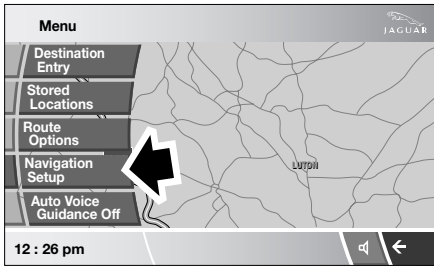 Menu
JAGUAR
Destination
Entry
Stored
Locations
Route
Options
Navigation
Setup
Auto Voice
Guidance Off
LUTON
12 : 26 pm